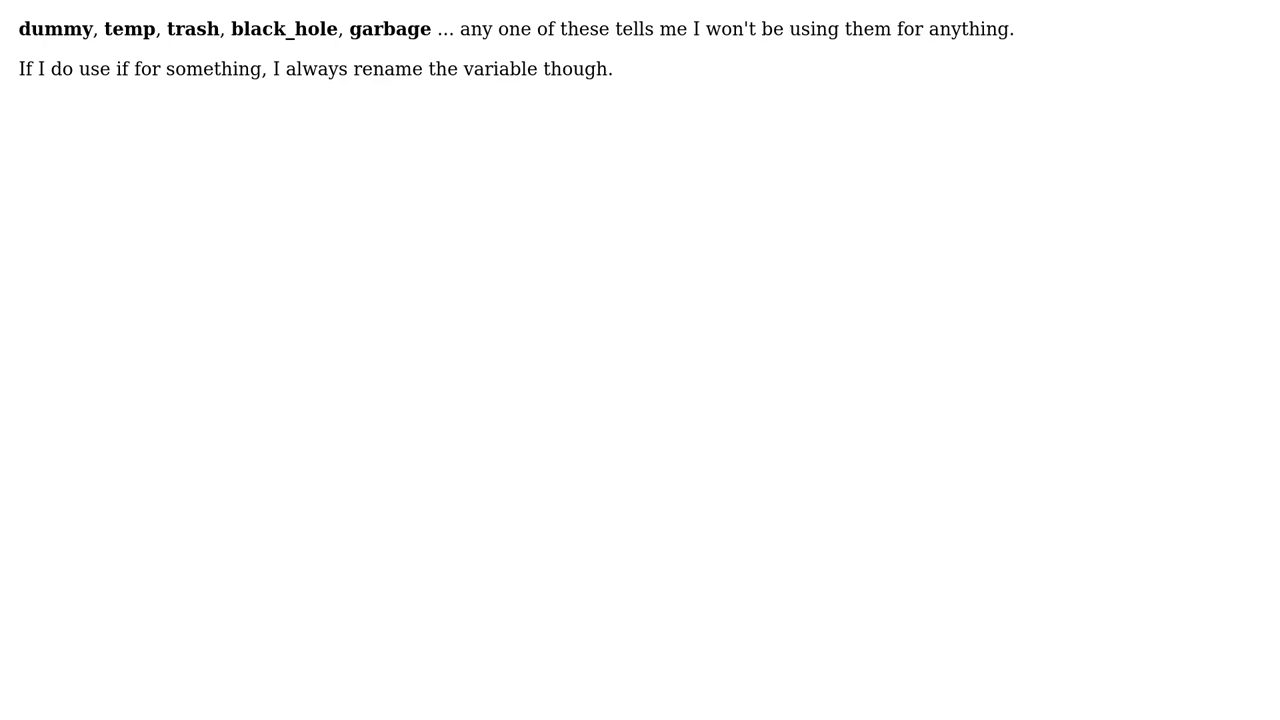 dummy, temp, trash, black_hole, garbage ... any one of these tells me I won't be using them for anything.
If I do use if for something, I always rename the variable though.